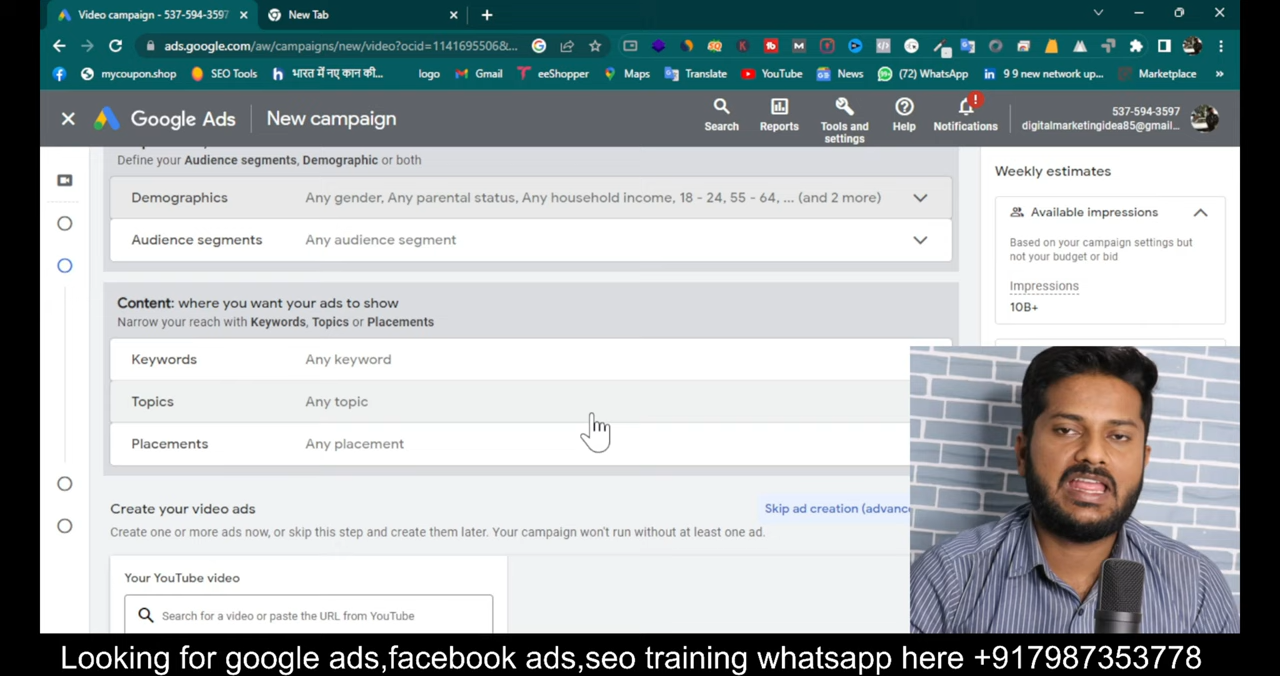 Video campaign - 537-594-3597
New Tab
ads.google.com/aw/campaigns/new/video?ocid=1141695506&...
mycoupon.shop
SEO Tools
भारत में नए कान की...
logo
Gmail
eeShopper
Maps
Translate
YouTube
News
(72) WhatsApp
9 9 new network up...
Marketplace
»
Google Ads
New campaign
Search
Reports
Tools and
settings
Help
Notifications
537-594-3597
digitalmarketingidea85@gmail...
Define your Audience segments, Demographic or both
Demographics
Any gender, Any parental status, Any household income, 18 - 24, 55 - 64, ... (and 2 more)
Audience segments
Any audience segment
Content: where you want your ads to show
Narrow your reach with Keywords, Topics or Placements
Keywords
Any keyword
Topics
Any topic
Placements
Any placement
Weekly estimates
Available impressions
Based on your campaign settings but
not your budget or bid
Impressions
10B+
Create your video ads
Skip ad creation (advance
Create one or more ads now, or skip this step and create them later. Your campaign won't run without at least one ad.
Your YouTube video
Search for a video or paste the URL from YouTube
Looking for google ads,facebook ads,seo training whatsapp here +917987353778